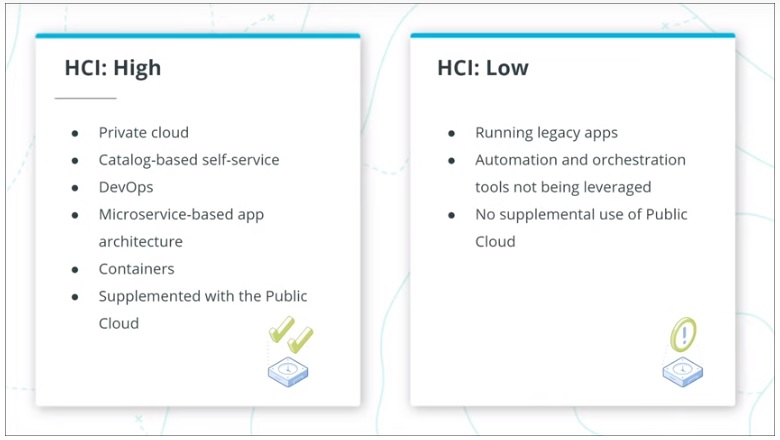 HCI: High
● Private cloud
● Catalog-based self-service
● DevOps
● Microservice-based app
architecture
● Containers
● Supplemented with the Public
Cloud
HCI: Low
● Running legacy apps
● Automation and orchestration
tools not being leveraged
● No supplemental use of Public
Cloud